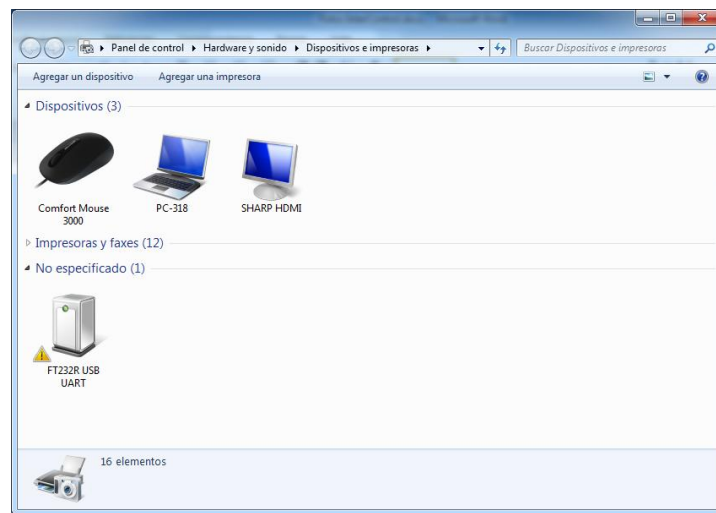 Panel de control Hardware y sonido Dispositivos e impresoras
Buscar Dispositivos e impresoras
Agregar un dispositivo Agregar una impresora
Dispositivos (3)
Comfort Mouse
3000
PC-318
SHARP HDMI
Impresoras y faxes (12)
No especificado (1)
FT232R USB
UART
16 elementos